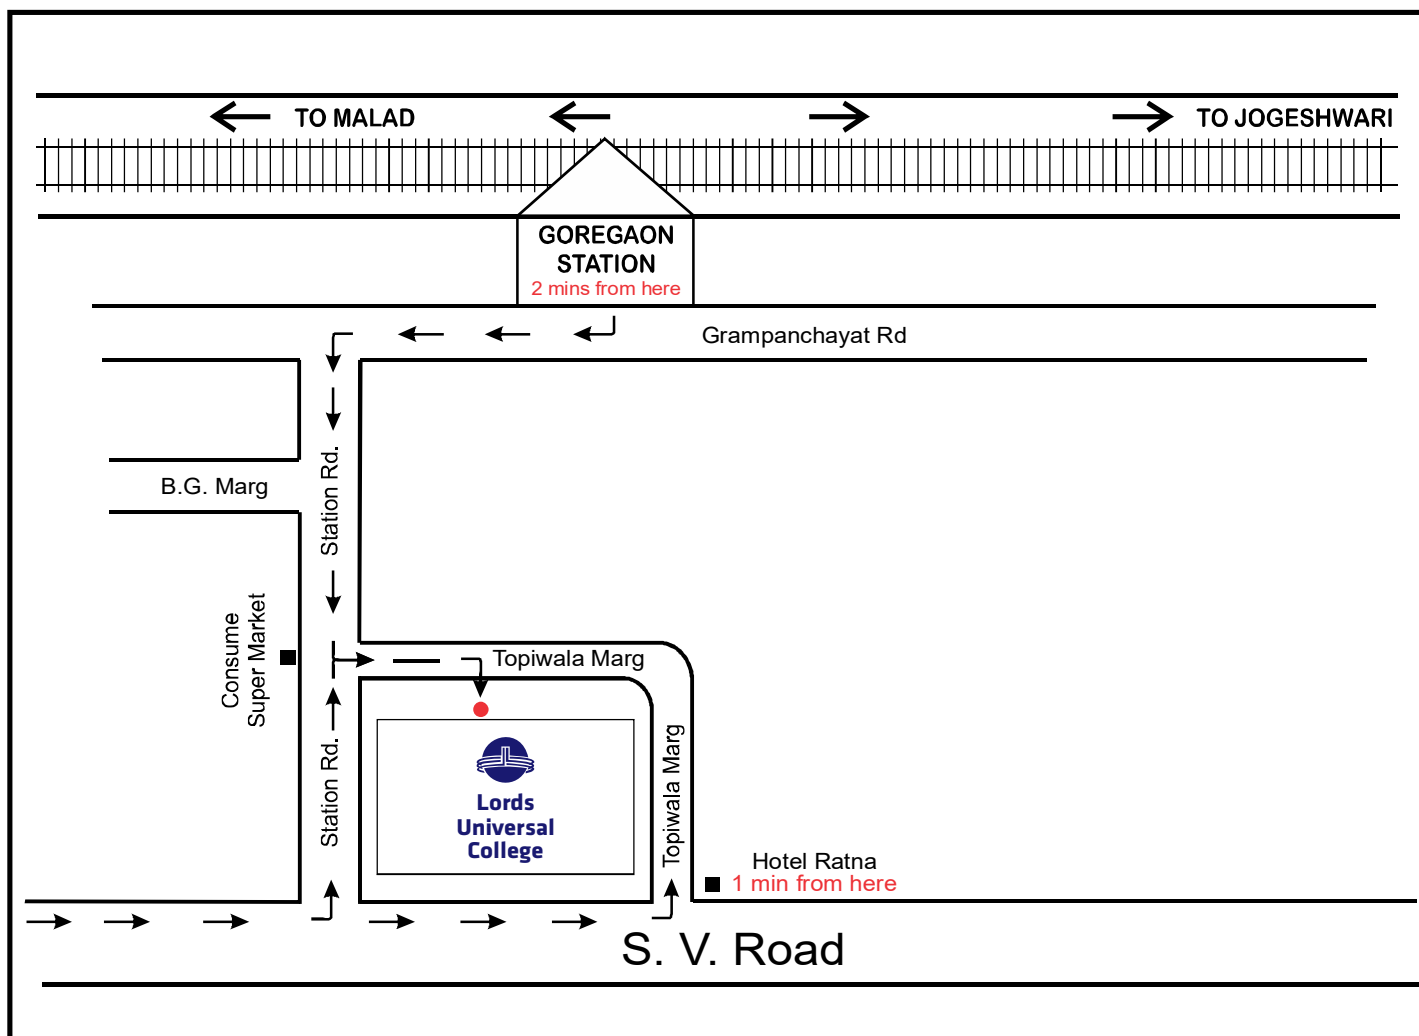 TO MALAD
TO JOGESHWARI
GOREGAON
STATION
2 mins from here
Grampanchayat Rd
Station Rd.
B.G. Marg
Consume
Super Market
Topiwala Marg
Station Rd.
Lords
Universal
College
Topiwala Marg
Hotel Ratna
1 min from here
S. V. Road